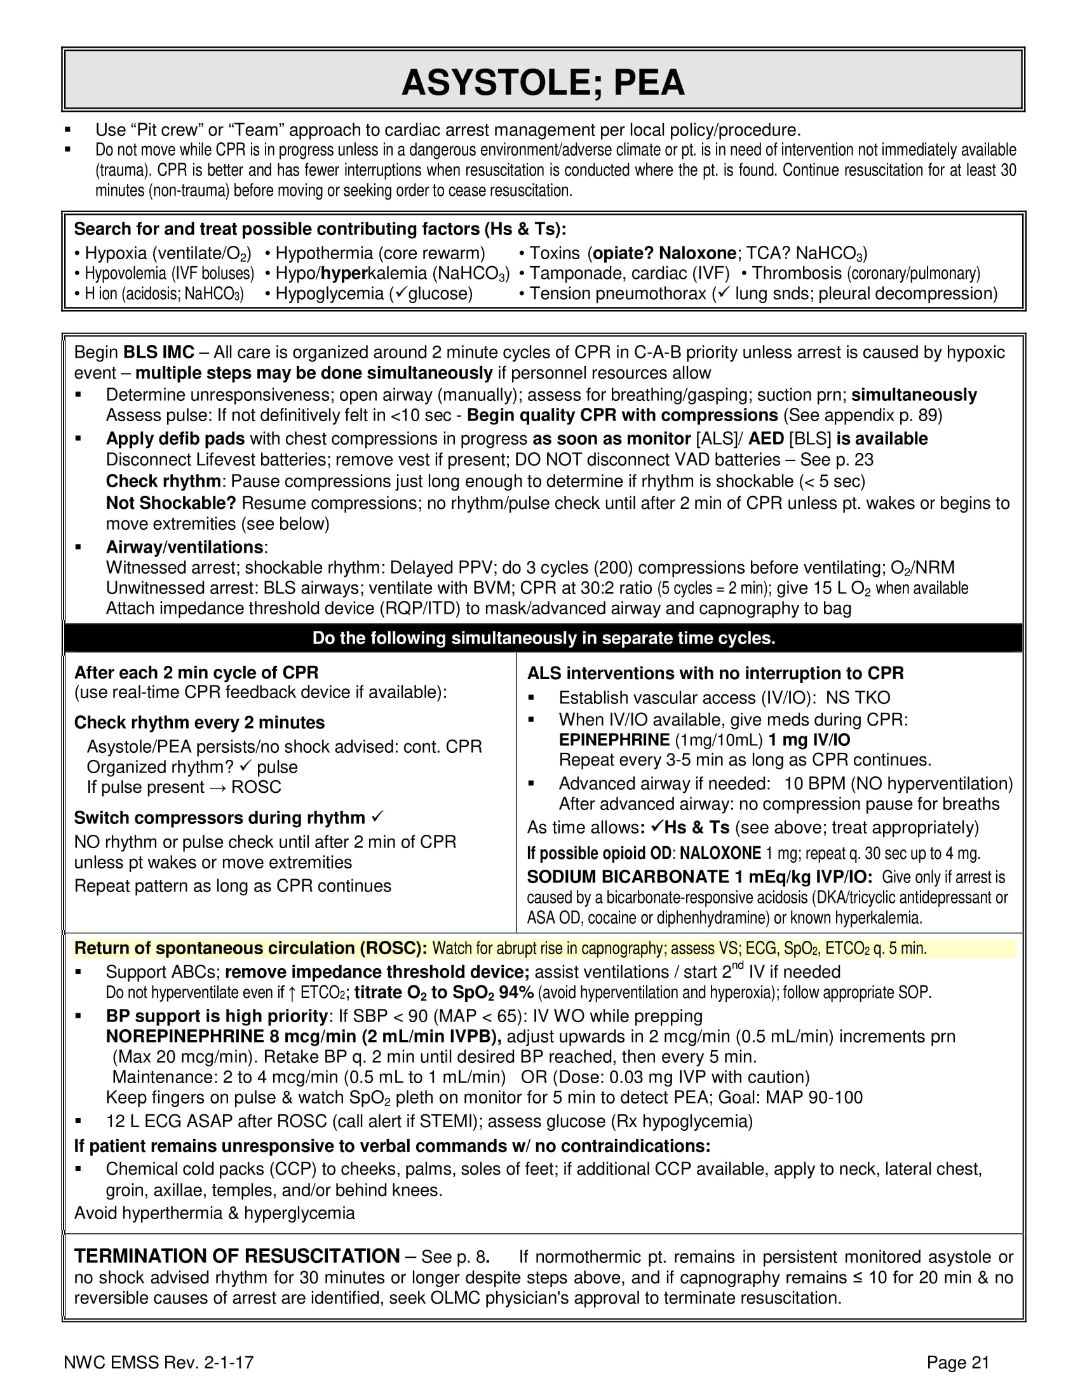 ASYSTOLE; PEA
▪ Use “Pit crew” or “Team” approach to cardiac arrest management per local policy/procedure.
▪ Do not move while CPR is in progress unless in a dangerous environment/adverse climate or pt. is in need of intervention not immediately available
(trauma). CPR is better and has fewer interruptions when resuscitation is conducted where the pt. is found. Continue resuscitation for at least 30
minutes (non-trauma) before moving or seeking order to cease resuscitation.
Search for and treat possible contributing factors (Hs & Ts):
• Hypoxia (ventilate/O2) • Hypothermia (core rewarm) • Toxins (opiate? Naloxone; TCA? NaHCO3)
• Hypovolemia (IVF boluses) • Hypo/hyperkalemia (NaHCO3) • Tamponade, cardiac (IVF) • Thrombosis (coronary/pulmonary)
• H ion (acidosis; NaHCO3) • Hypoglycemia (✓glucose) • Tension pneumothorax (✓ lung snds; pleural decompression)
Begin BLS IMC – All care is organized around 2 minute cycles of CPR in C-A-B priority unless arrest is caused by hypoxic
event – multiple steps may be done simultaneously if personnel resources allow
▪ Determine unresponsiveness; open airway (manually); assess for breathing/gasping; suction prn; simultaneously
Assess pulse: If not definitively felt in <10 sec - Begin quality CPR with compressions (See appendix p. 89)
▪ Apply defib pads with chest compressions in progress as soon as monitor [ALS]/ AED [BLS] is available
Disconnect Lifevest batteries; remove vest if present; DO NOT disconnect VAD batteries – See p. 23
Check rhythm: Pause compressions just long enough to determine if rhythm is shockable (< 5 sec)
Not Shockable? Resume compressions; no rhythm/pulse check until after 2 min of CPR unless pt. wakes or begins to
move extremities (see below)
▪ Airway/ventilations:
Witnessed arrest; shockable rhythm: Delayed PPV; do 3 cycles (200) compressions before ventilating; O2/NRM
Unwitnessed arrest: BLS airways; ventilate with BVM; CPR at 30:2 ratio (5 cycles = 2 min); give 15 L O2 when available
Attach impedance threshold device (RQP/ITD) to mask/advanced airway and capnography to bag
Do the following simultaneously in separate time cycles.
After each 2 min cycle of CPR
(use real-time CPR feedback device if available):
Check rhythm every 2 minutes
Asystole/PEA persists/no shock advised: cont. CPR
Organized rhythm? ✓ pulse
If pulse present → ROSC
Switch compressors during rhythm ✓
NO rhythm or pulse check until after 2 min of CPR
unless pt wakes or move extremities
Repeat pattern as long as CPR continues
ALS interventions with no interruption to CPR
▪ Establish vascular access (IV/IO): NS TKO
▪ When IV/IO available, give meds during CPR:
EPINEPHRINE (1mg/10mL) 1 mg IV/IO
Repeat every 3-5 min as long as CPR continues.
▪ Advanced airway if needed: 10 BPM (NO hyperventilation)
After advanced airway: no compression pause for breaths
As time allows: ✓Hs & Ts (see above; treat appropriately)
If possible opioid OD: NALOXONE 1 mg; repeat q. 30 sec up to 4 mg.
SODIUM BICARBONATE 1 mEq/kg IVP/IO: Give only if arrest is
caused by a bicarbonate-responsive acidosis (DKA/tricyclic antidepressant or
ASA OD, cocaine or diphenhydramine) or known hyperkalemia.
Return of spontaneous circulation (ROSC): Watch for abrupt rise in capnography; assess VS; ECG, SpO2, ETCO2 q. 5 min.
▪ Support ABCs; remove impedance threshold device; assist ventilations / start 2nd IV if needed
Do not hyperventilate even if ↑ ETCO2; titrate O2 to SpO2 94% (avoid hyperventilation and hyperoxia); follow appropriate SOP.
▪ BP support is high priority: If SBP < 90 (MAP < 65): IV WO while prepping
NOREPINEPHRINE 8 mcg/min (2 mL/min IVPB), adjust upwards in 2 mcg/min (0.5 mL/min) increments prn
(Max 20 mcg/min). Retake BP q. 2 min until desired BP reached, then every 5 min.
Maintenance: 2 to 4 mcg/min (0.5 mL to 1 mL/min) OR (Dose: 0.03 mg IVP with caution)
Keep fingers on pulse & watch SpO2 pleth on monitor for 5 min to detect PEA; Goal: MAP 90-100
▪ 12 L ECG ASAP after ROSC (call alert if STEMI); assess glucose (Rx hypoglycemia)
If patient remains unresponsive to verbal commands w/ no contraindications:
▪ Chemical cold packs (CCP) to cheeks, palms, soles of feet; if additional CCP available, apply to neck, lateral chest,
groin, axillae, temples, and/or behind knees.
Avoid hyperthermia & hyperglycemia
TERMINATION OF RESUSCITATION – See p. 8. If normothermic pt. remains in persistent monitored asystole or
no shock advised rhythm for 30 minutes or longer despite steps above, and if capnography remains ≤ 10 for 20 min & no
reversible causes of arrest are identified, seek OLMC physician's approval to terminate resuscitation.
NWC EMSS Rev. 2-1-17 Page 21